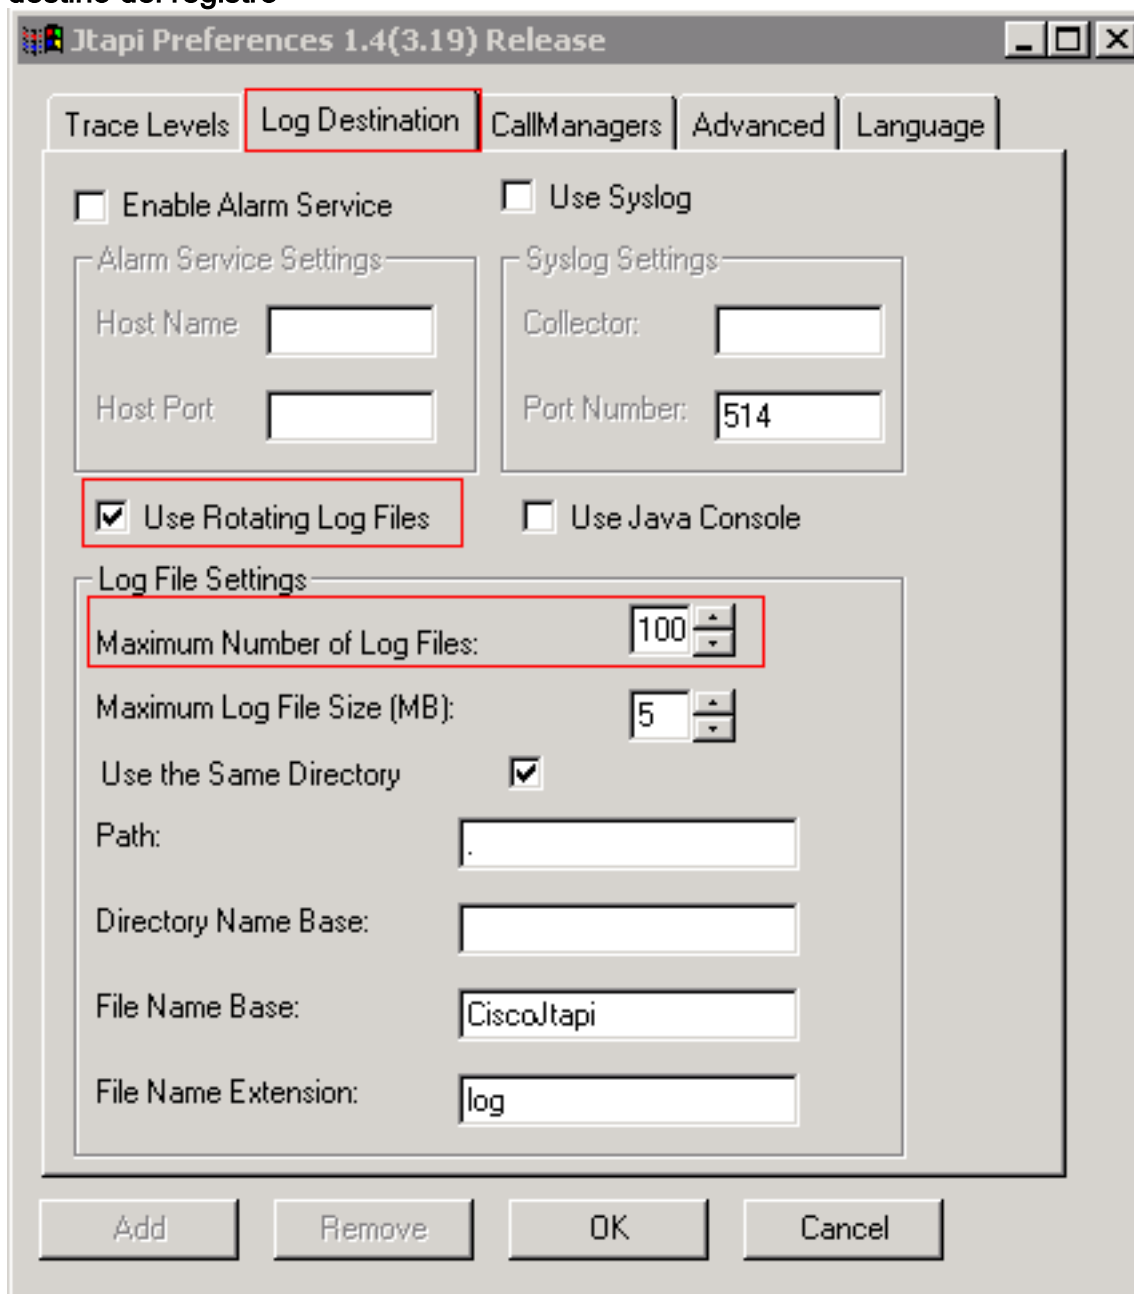 destino del registro
Jtapi Preferences 1.4(3.19) Release
Trace Levels Log Destination CallManagers Advanced Language
Enable Alarm Service Use Syslog
Alarm Service Settings Syslog Settings
Host Name Collector:
Host Port Port Number: 514
Use Rotating Log Files Use Java Console
Log File Settings
Maximum Number of Log Files: 100
Maximum Log File Size (MB): 5
Use the Same Directory
Path: .
Directory Name Base:
File Name Base: CiscoJtapi
File Name Extension: log
Add Remove OK Cancel